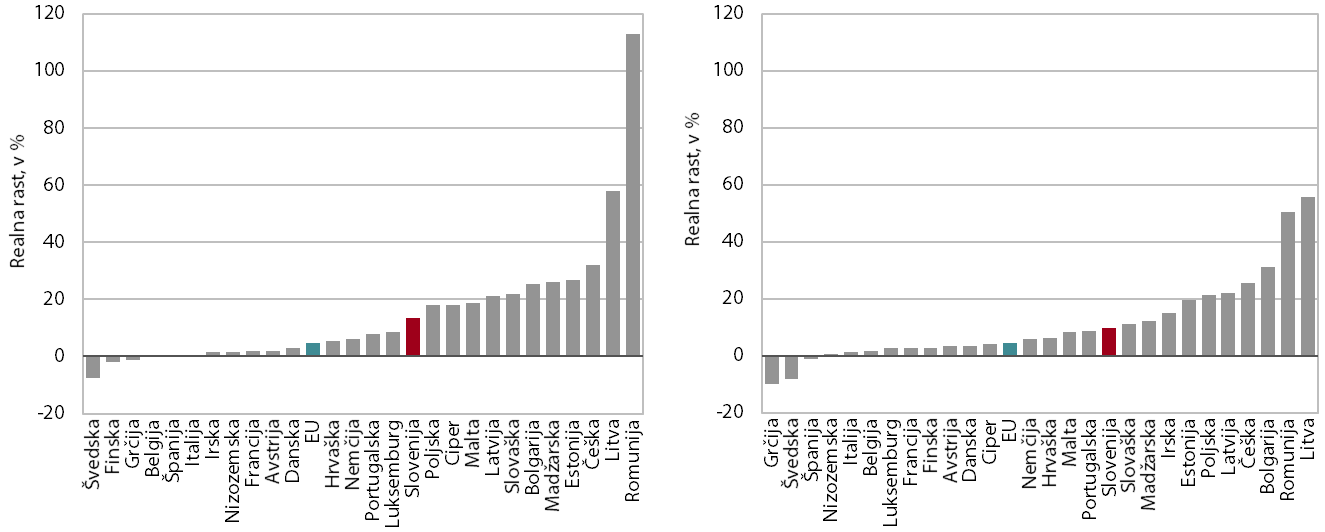 120
100
80
60
40
20
0
-20
Realna rast, v %
Švedska
Finska
Grčija
Belgija
Španija
Italija
Irska
Nizozemska
Francija
Avstrija
Danska
EU
Hrvaška
Nemčija
Portugalska
Luksemburg
Slovenija
Poljska
Ciper
Malta
Latvija
Slovaška
Bolgarija
Madžarska
Estonija
Češka
Litva
Romunija
120
100
80
60
40
20
0
-20
Realna rast, v %
Grčija
Švedska
Španija
Nizozemska
Italija
Belgija
Luksemburg
Francija
Finska
Avstrija
Danska
Ciper
EU
Nemčija
Hrvaška
Malta
Portugalska
Slovenija
Slovaška
Madžarska
Irska
Estonija
Poljska
Latvija
Češka
Bolgarija
Romunija
Litva